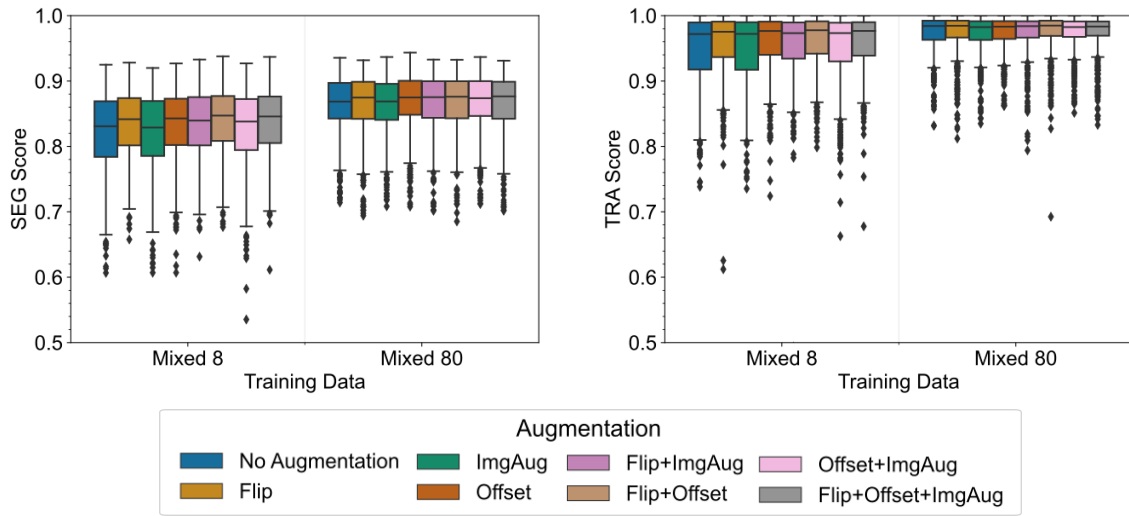 SEG Score
1.0
0.9
0.8
0.7
0.6
0.5
Mixed 8
Mixed 80
Training Data
TRA Score
1.0
0.9
0.8
0.7
0.6
0.5
Mixed 8
Mixed 80
Training Data
Augmentation
No Augmentation
ImgAug
Flip+ImgAug
Offset+ImgAug
Flip
Offset
Flip+Offset
Flip+Offset+ImgAug